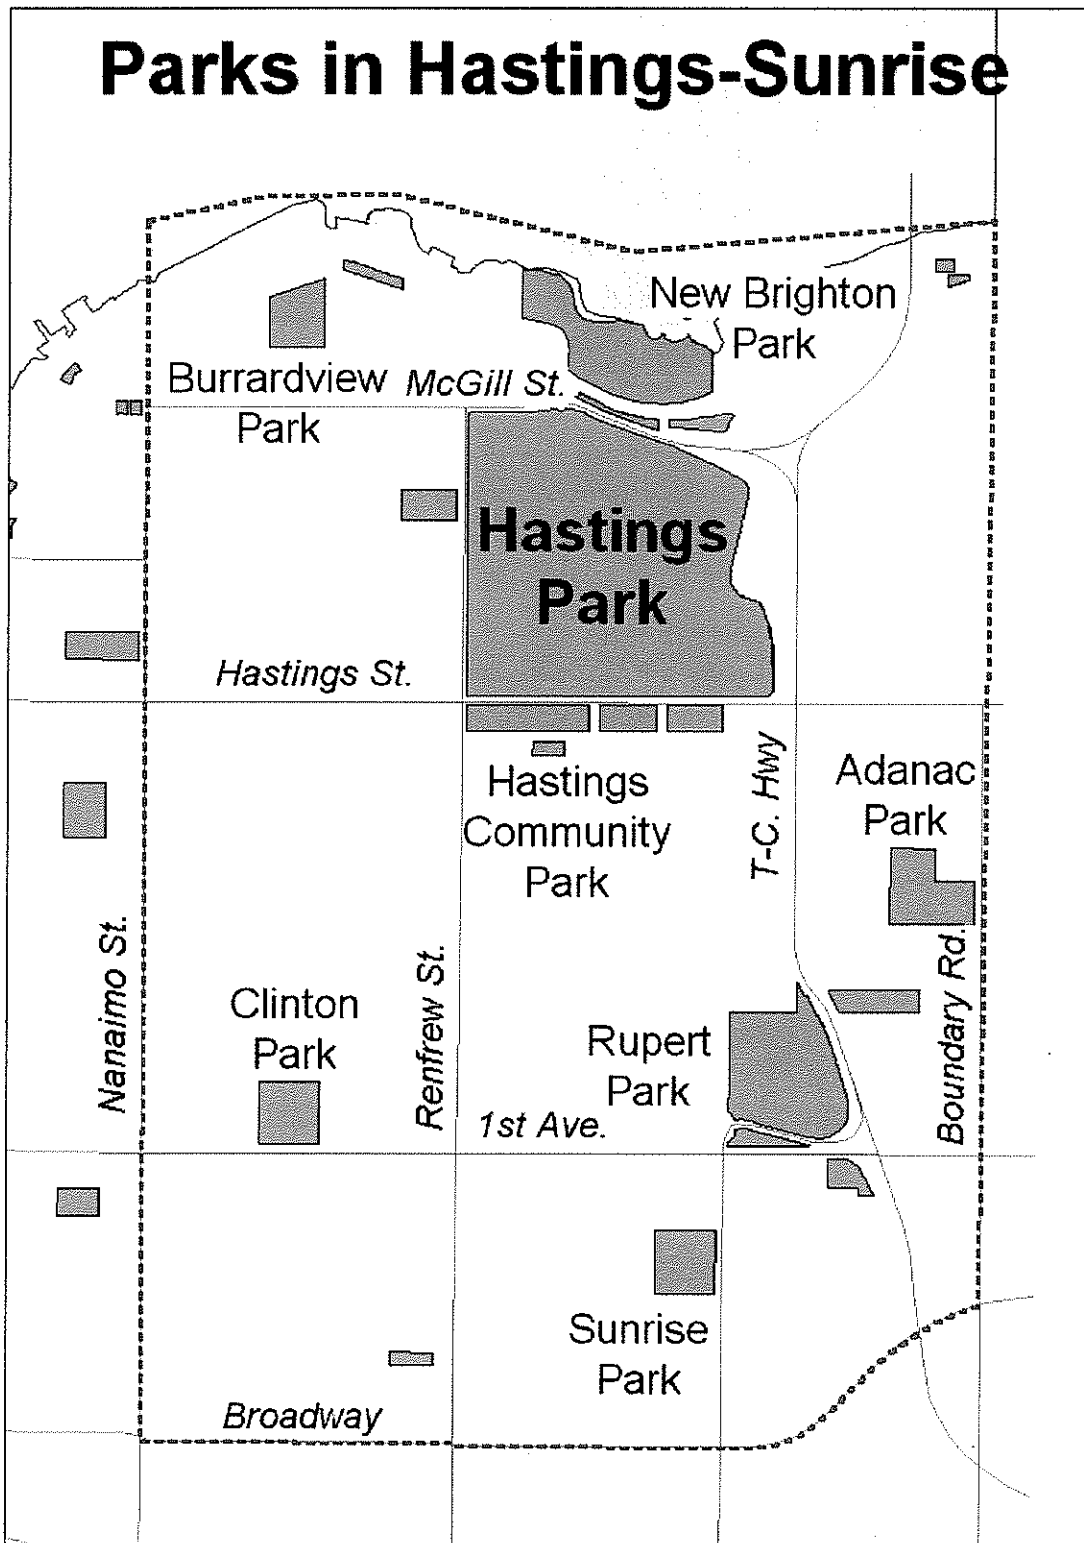 Parks in Hastings-Sunrise
New Brighton
Park
Burrardview
Park
McGill St.
Hastings
Park
Hastings St.
Hastings
Community
Park
T-C. Hwy
Adanac
Park
Nanaimo St.
Renfrew St.
Boundary Rd.
Clinton
Park
Rupert
Park
1st Ave.
Sunrise
Park
Broadway